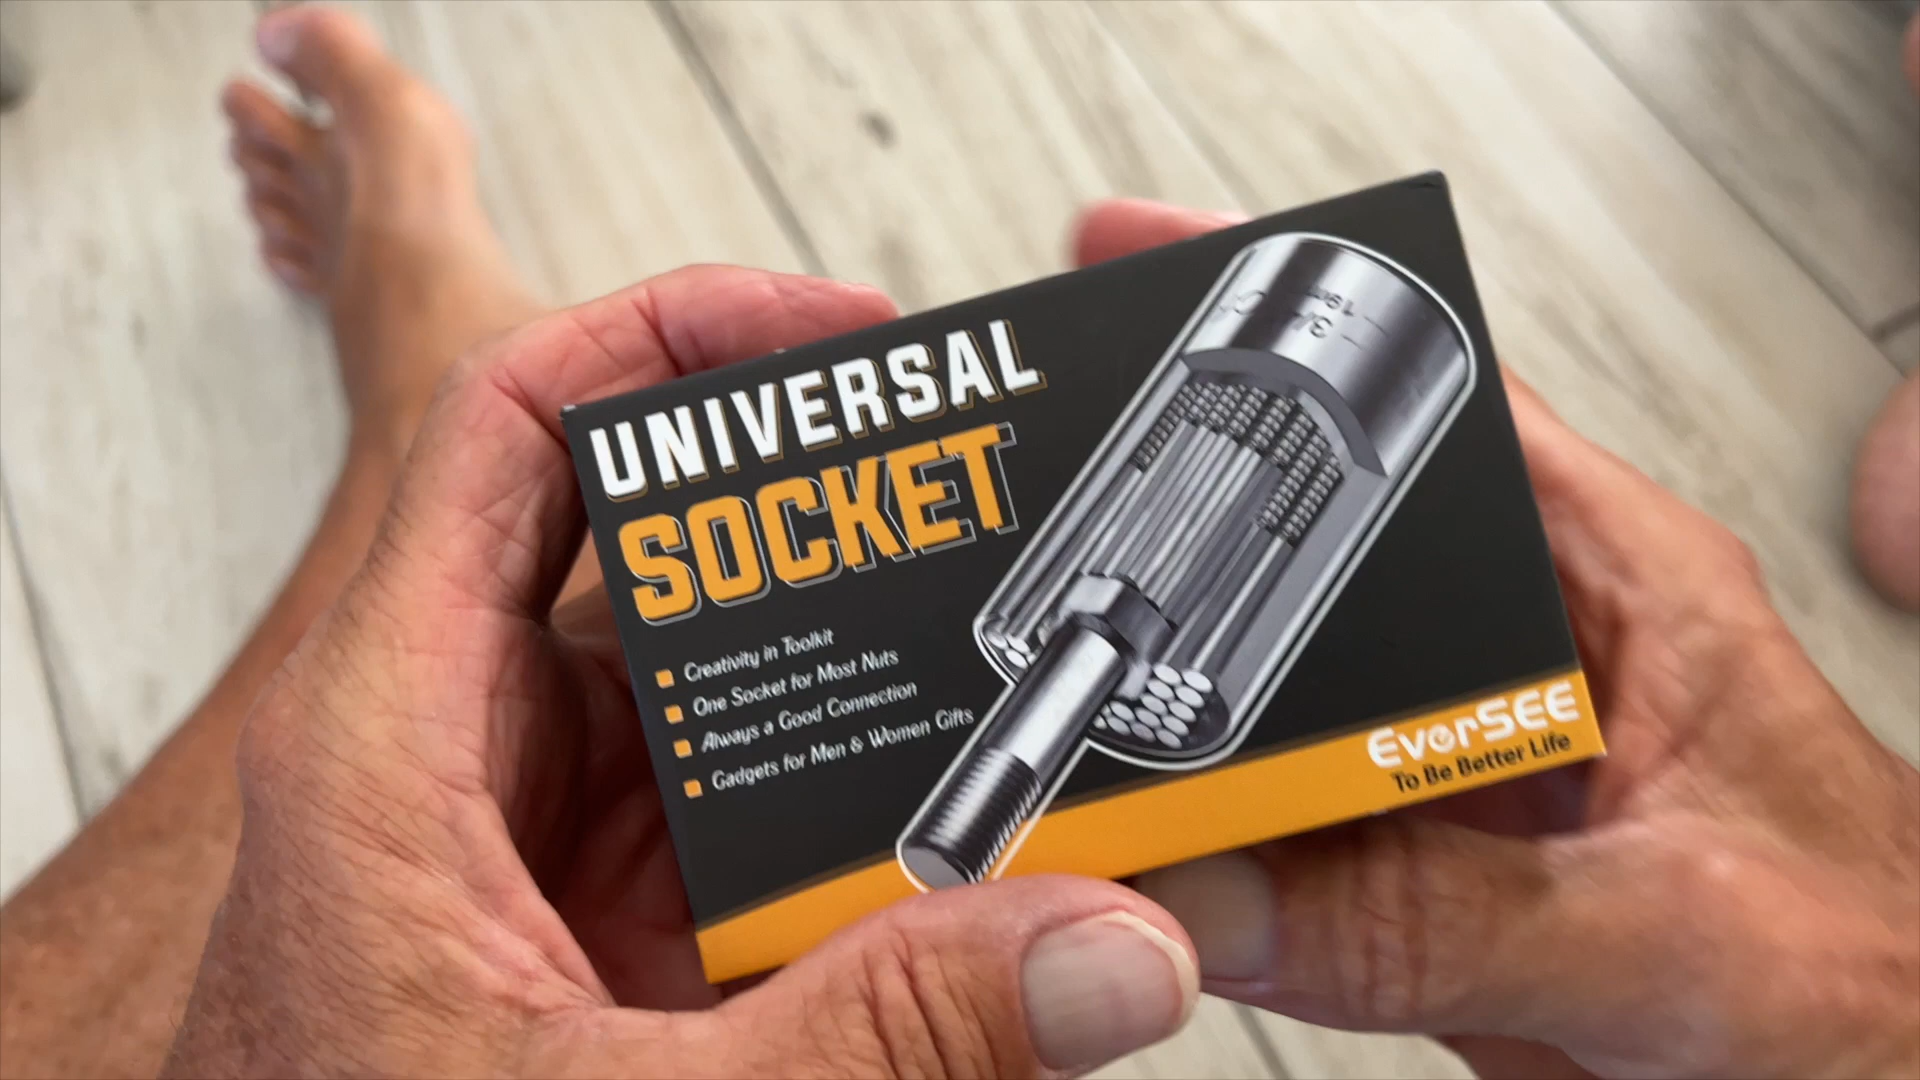 UNIVERSAL
SOCKET
Creativity in Toolkit
One Socket for Most Nuts
Always a Good Connection
Gadgets for Men & Women Gifts
EverSEE
To Be Better Life